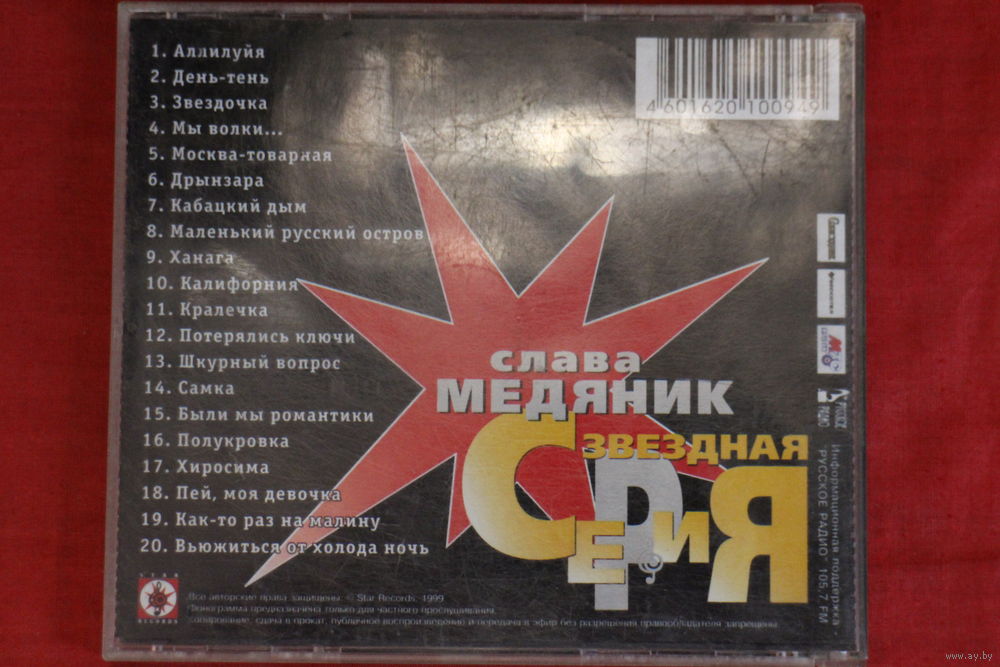 1. Аллилуйя
2. День-тень
3. Звездочка
4. Мы волки...
5. Москва-товарная
6. Дрынзара
7. Кабацкий дым
8. Маленький русский остров
9. Ханага
10. Калифорния
11. Кралечка
12. Потерялись ключи
13. Шкурный вопрос
14. Самка
15. Были мы романтики
16. Полукровка
17. Хиросима
18. Пей, моя девочка
19. Как-то раз на малину
20. Вьюжиться от холода ночь
4 601620 100949
слава
МЕДЯНИК
ЗВЕЗДНАЯ
СЕРИЯ
Информационная поддержка -
"РУССКОЕ РАДИО" 105,7 FM
STAR
RECORDS
Все авторские права защищены. © Star Records, 1999
Фонограмма предназначена только для частного прослушивания.
Копирование, сдача в прокат, публичное воспроизведение и передача в эфир без разрешения правообладателя запрещены
www.ay.by